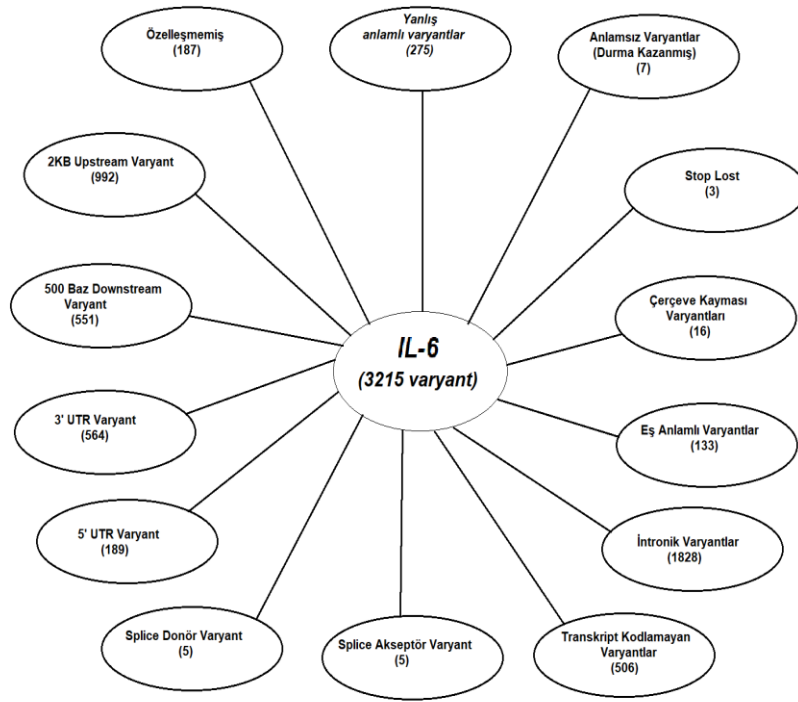 Özelleşmemiş
(187)
Yanlış
anlamlı varyantlar
(275)
Anlamsız Varyantlar
(Durma Kazanmış)
(7)
2KB Upstream Varyant
(992)
Stop Lost
(3)
500 Baz Downstream
Varyant
(551)
Çerçeve Kayması
Varyantları
(16)
IL-6
(3215 varyant)
3' UTR Varyant
(564)
Eş Anlamlı Varyantlar
(133)
5' UTR Varyant
(189)
İntronik Varyantlar
(1828)
Splice Donör Varyant
(5)
Splice Akseptör Varyant
(5)
Transkript Kodlamayan
Varyantlar
(506)